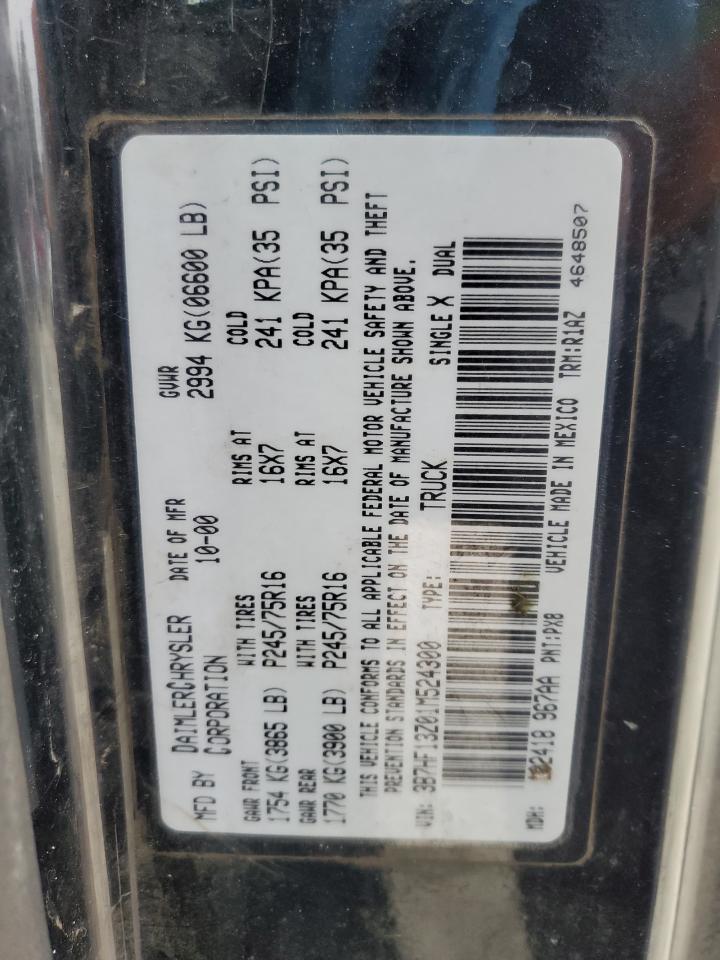 MFD BY DAIMLERCHRYSLER CORPORATION DATE OF MFR 10-00 GVWR 2994 KG(06600 LB)
GAWR FRONT WITH TIRES RIMS AT COLD
1754 KG(3865 LB) P245/75R16 16X7 241 KPA(35 PSI)
GAWR REAR WITH TIRES RIMS AT COLD
1770 KG(3900 LB) P245/75R16 16X7 241 KPA(35 PSI)
THIS VEHICLE CONFORMS TO ALL APPLICABLE FEDERAL MOTOR VEHICLE SAFETY AND THEFT
PREVENTION STANDARDS IN EFFECT ON THE DATE OF MANUFACTURE SHOWN ABOVE.
VIN: 3B7HF13Z01M524300 TYPE: TRUCK SINGLE X DUAL
MDH: 967AA PNT:PX8 VEHICLE MADE IN MEXICO TRM:R1AZ 4648507